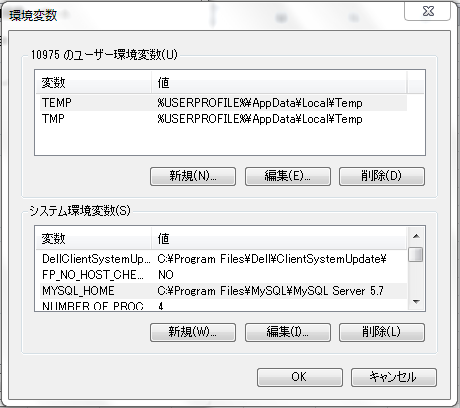 環境変数
10975 のユーザー環境変数(U)
変数 値
TEMP %USERPROFILE%¥AppData¥Local¥Temp
TMP %USERPROFILE%¥AppData¥Local¥Temp
新規(N)... 編集(E)... 削除(D)
システム環境変数(S)
変数 値
DellClientSystemUp... C:¥Program Files¥Dell¥ClientSystemUpdate¥
FP_NO_HOST_CHE... NO
MYSQL_HOME C:¥Program Files¥MySQL¥MySQL Server 5.7
NUMBER_OF_PROC... 4
新規(W)... 編集(I)... 削除(L)
OK キャンセル